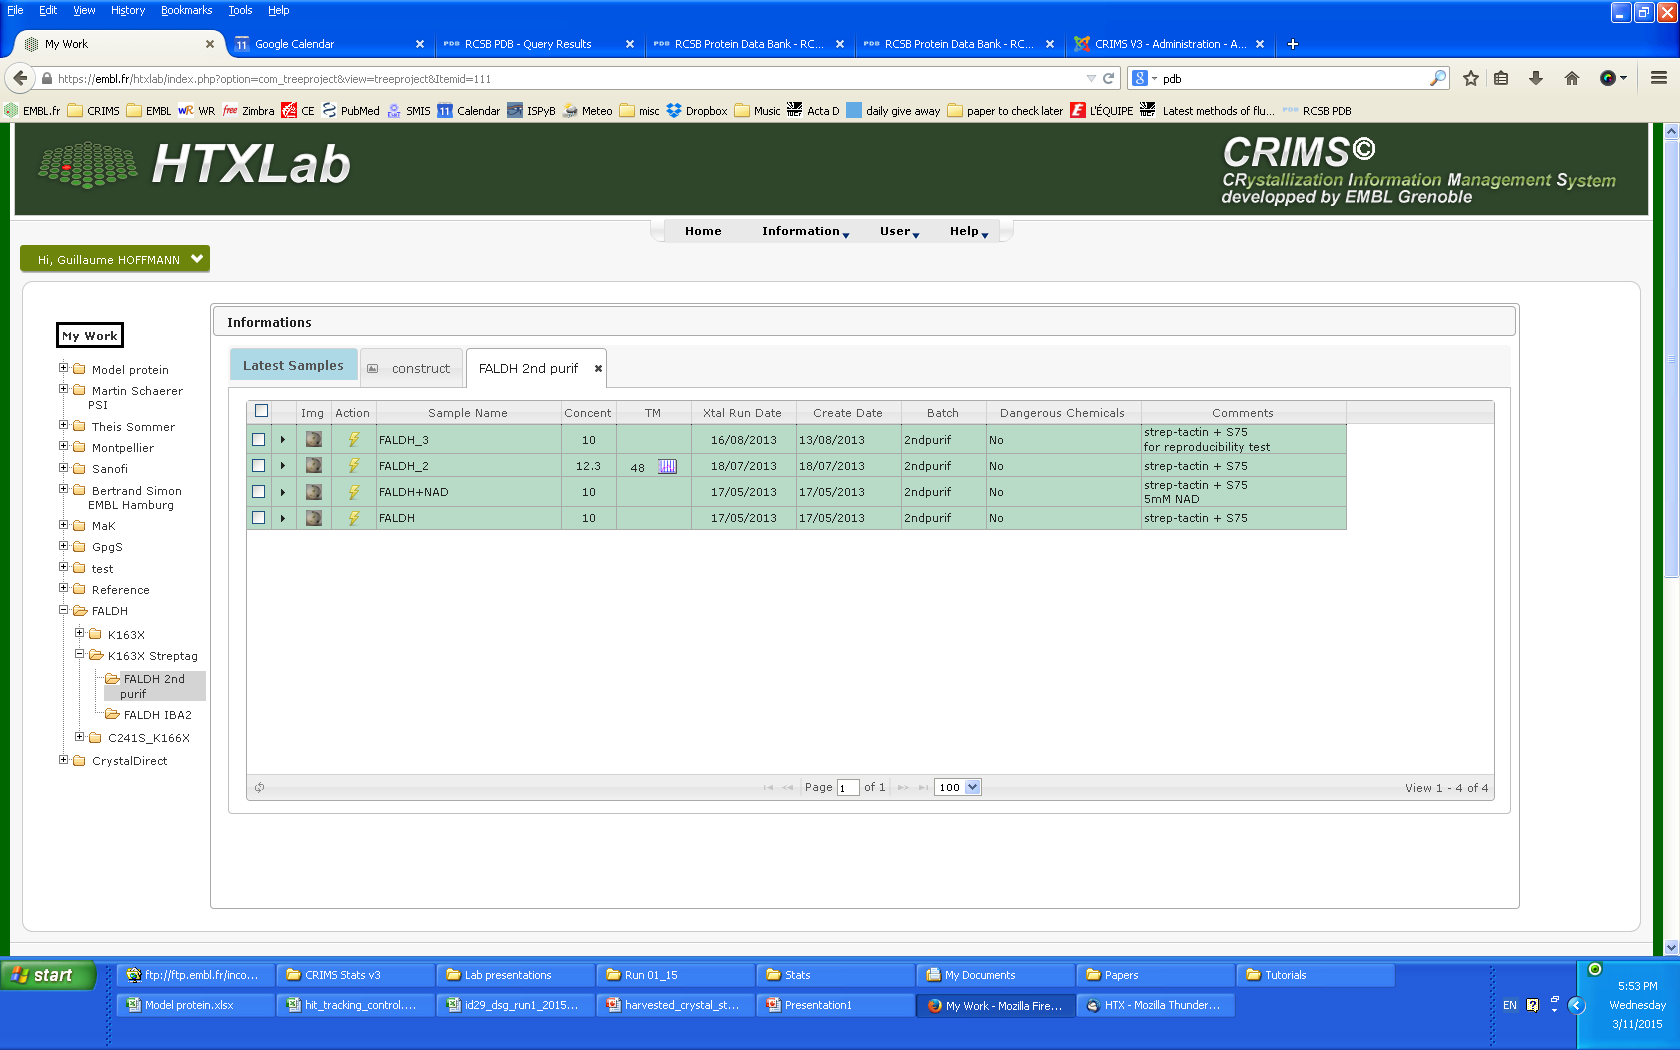 File Edit View History Bookmarks Tools Help
My Work
Google Calendar
RCSB PDB - Query Results
RCSB Protein Data Bank - RC...
RCSB Protein Data Bank - RC...
CRIMS V3 - Administration - A...
https://embl.fr/htxlab/index.php?option=com_treeproject&view=treeproject&Itemid=111
pdb
EMBL.fr CRIMS EMBL WR Zimbra CE PubMed SMIS Calendar ISPyB Meteo misc Dropbox Music Acta D daily give away paper to check later L'ÉQUIPE Latest methods of flu... RCSB PDB
HTXLab
CRIMS©
CRystallization Information Management System
developped by EMBL Grenoble
Home Information User Help
Hi, Guillaume HOFFMANN
My Work
Model protein
Martin Schaerer
PSI
Theis Sommer
Montpellier
Sanofi
Bertrand Simon
EMBL Hamburg
MaK
GpgS
test
Reference
FALDH
K163X
K163X Streptag
FALDH 2nd
purif
FALDH IBA2
C241S_K166X
CrystalDirect
Informations
Latest Samples construct FALDH 2nd purif
Img Action Sample Name Concent TM Xtal Run Date Create Date Batch Dangerous Chemicals Comments
FALDH_3 10 16/08/2013 13/08/2013 2ndpurif No strep-tactin + S75
for reproducibility test
FALDH_2 12.3 48 18/07/2013 18/07/2013 2ndpurif No strep-tactin + S75
FALDH+NAD 10 17/05/2013 17/05/2013 2ndpurif No strep-tactin + S75
5mM NAD
FALDH 10 17/05/2013 17/05/2013 2ndpurif No strep-tactin + S75
Page 1 of 1 100 View 1 - 4 of 4
start
ftp://ftp.embl.fr/inco... CRIMS Stats v3 Lab presentations Run 01_15 Stats My Documents Papers Tutorials
Model protein.xlsx hit_tracking_control.... id29_dsg_run1_2015... harvested_crystal_st... Presentation1 My Work - Mozilla Fire... HTX - Mozilla Thunder...
EN
5:53 PM
Wednesday
3/11/2015